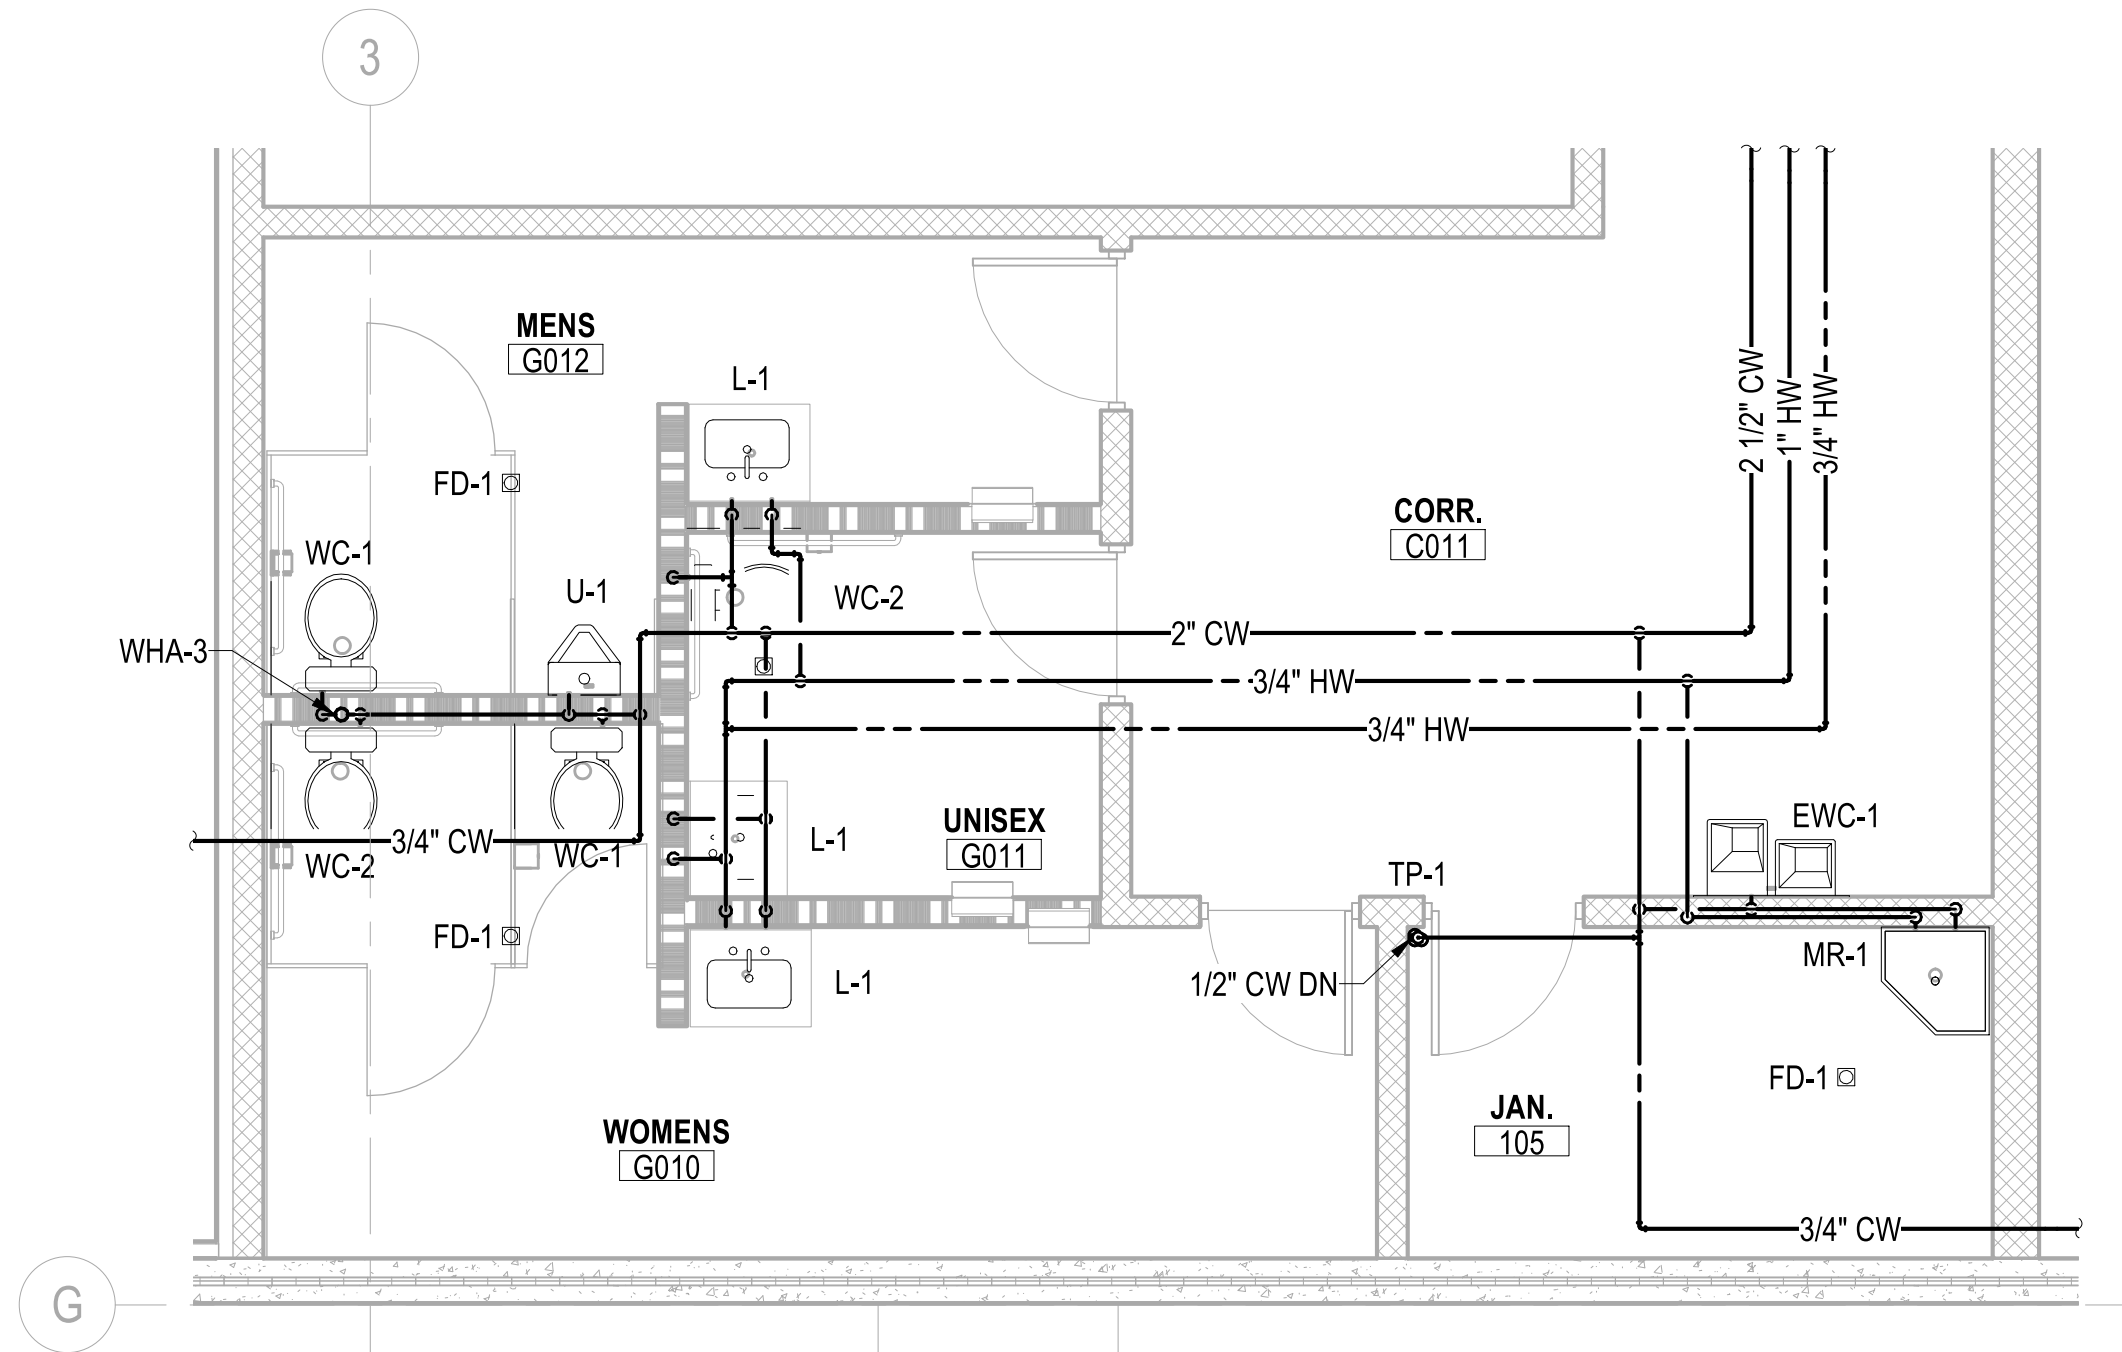 3
MENS
G012
L-1
2 1/2" CW
1" HW
3/4" HW
FD-1
CORR.
C011
WC-1
U-1
WC-2
WHA-3
2" CW
3/4" HW
3/4" HW
UNISEX
G011
EWC-1
3/4" CW
L-1
WC-2
WC-1
TP-1
FD-1
MR-1
L-1
1/2" CW DN
FD-1
JAN.
105
WOMENS
G010
3/4" CW
G